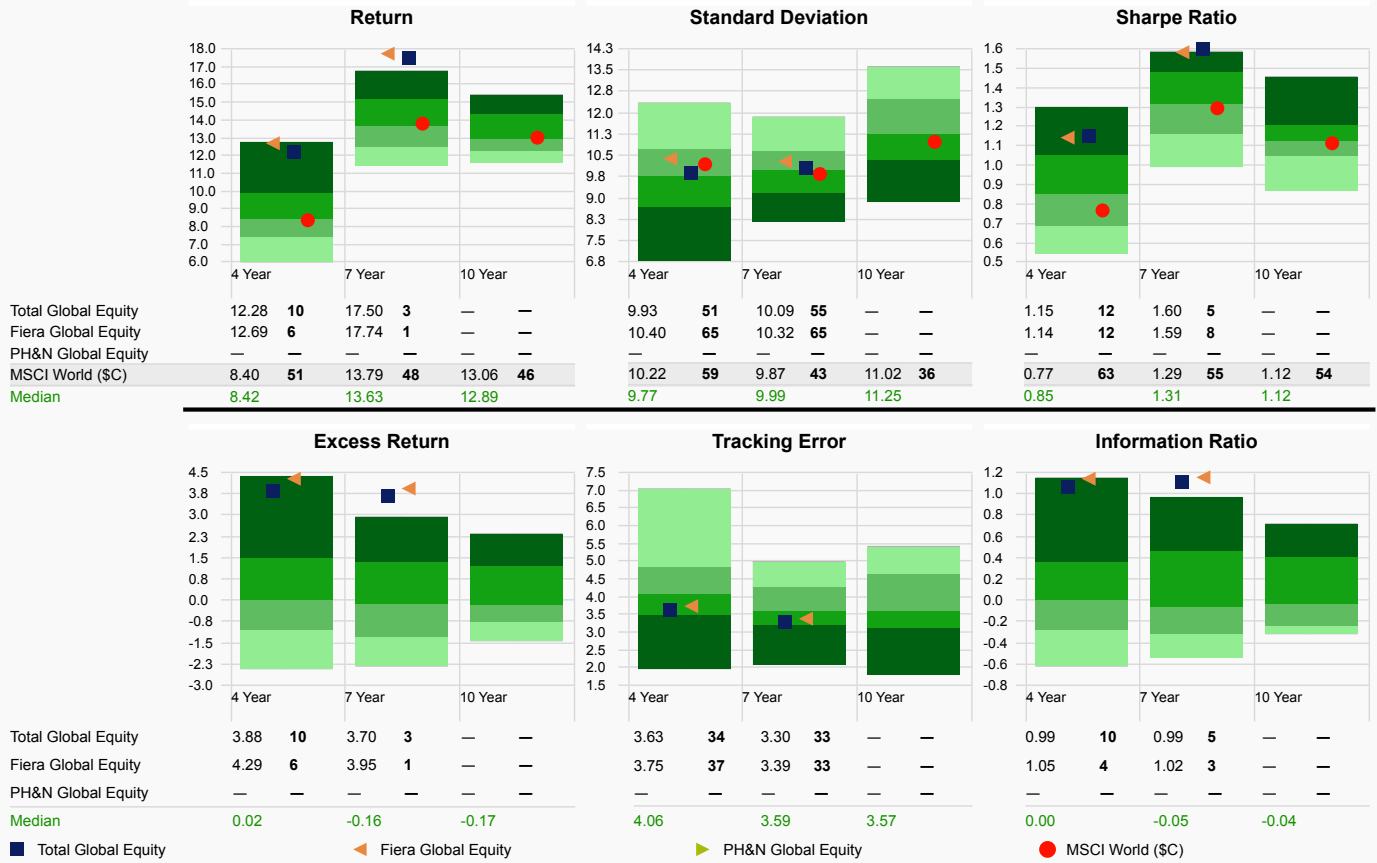 Return Standard Deviation Sharpe Ratio
18.0 14.3 1.6
17.0 13.5 1.5
16.0 12.8 1.4
15.0 12.0 1.3
14.0 11.3 1.2
13.0 10.5 1.1
12.0 9.8 1.0
11.0 9.0 0.9
10.0 8.3 0.8
9.0 7.5 0.7
8.0 6.8 0.6
7.0 0.5
6.0
4 Year 7 Year 10 Year 4 Year 7 Year 10 Year 4 Year 7 Year 10 Year
Total Global Equity 12.28 10 17.50 3 — — 9.93 51 10.09 55 — — 1.15 12 1.60 5 — —
Fiera Global Equity 12.69 6 17.74 1 — — 10.40 65 10.32 65 — — 1.14 12 1.59 8 — —
PH&N Global Equity — — — — — — — — — — — — — — — — — —
MSCI World ($C) 8.40 51 13.79 48 13.06 46 10.22 59 9.87 43 11.02 36 0.77 63 1.29 55 1.12 54
Median 8.42 13.63 12.89 9.77 9.99 11.25 0.85 1.31 1.12
Excess Return Tracking Error Information Ratio
4.5 7.5 1.2
3.8 7.0 1.0
3.0 6.5 0.8
2.3 6.0 0.6
1.5 5.5 0.4
0.8 5.0 0.2
0.0 4.5 0.0
-0.8 4.0 -0.2
-1.5 3.5 -0.4
-2.3 3.0 -0.6
-3.0 2.5 -0.8
2.0
1.5
4 Year 7 Year 10 Year 4 Year 7 Year 10 Year 4 Year 7 Year 10 Year
Total Global Equity 3.88 10 3.70 3 — — 3.63 34 3.30 33 — — 0.99 10 0.99 5 — —
Fiera Global Equity 4.29 6 3.95 1 — — 3.75 37 3.39 33 — — 1.05 4 1.02 3 — —
PH&N Global Equity — — — — — — — — — — — — — — — — — —
Median 0.02 -0.16 -0.17 4.06 3.59 3.57 0.00 -0.05 -0.04
Total Global Equity Fiera Global Equity PH&N Global Equity MSCI World ($C)